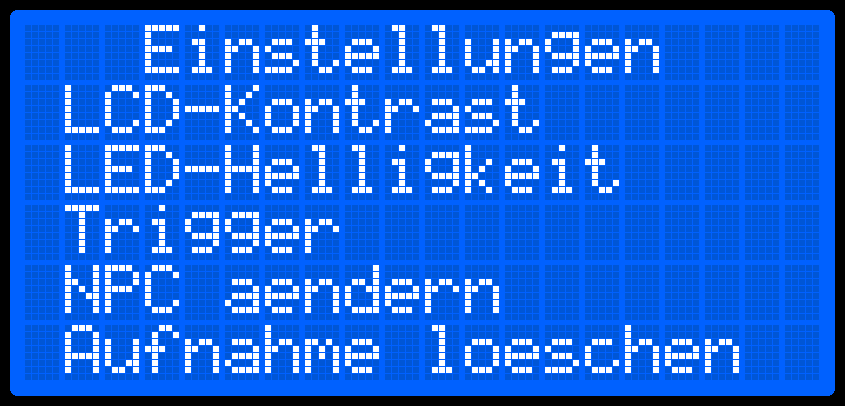 Einstellungen
LCD-Kontrast
LED-Helligkeit
Trigger
NPC aendern
Aufnahme loeschen